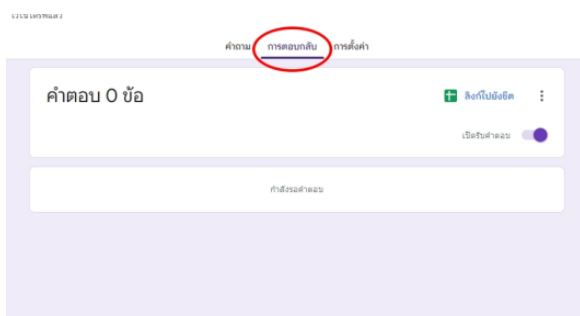 คำถาม การตอบกลับ การตั้งค่า
คำตอบ 0 ข้อ
ลิงก์ไปยังชีต
เปิดรับคำตอบ
กำลังรอคำตอบ